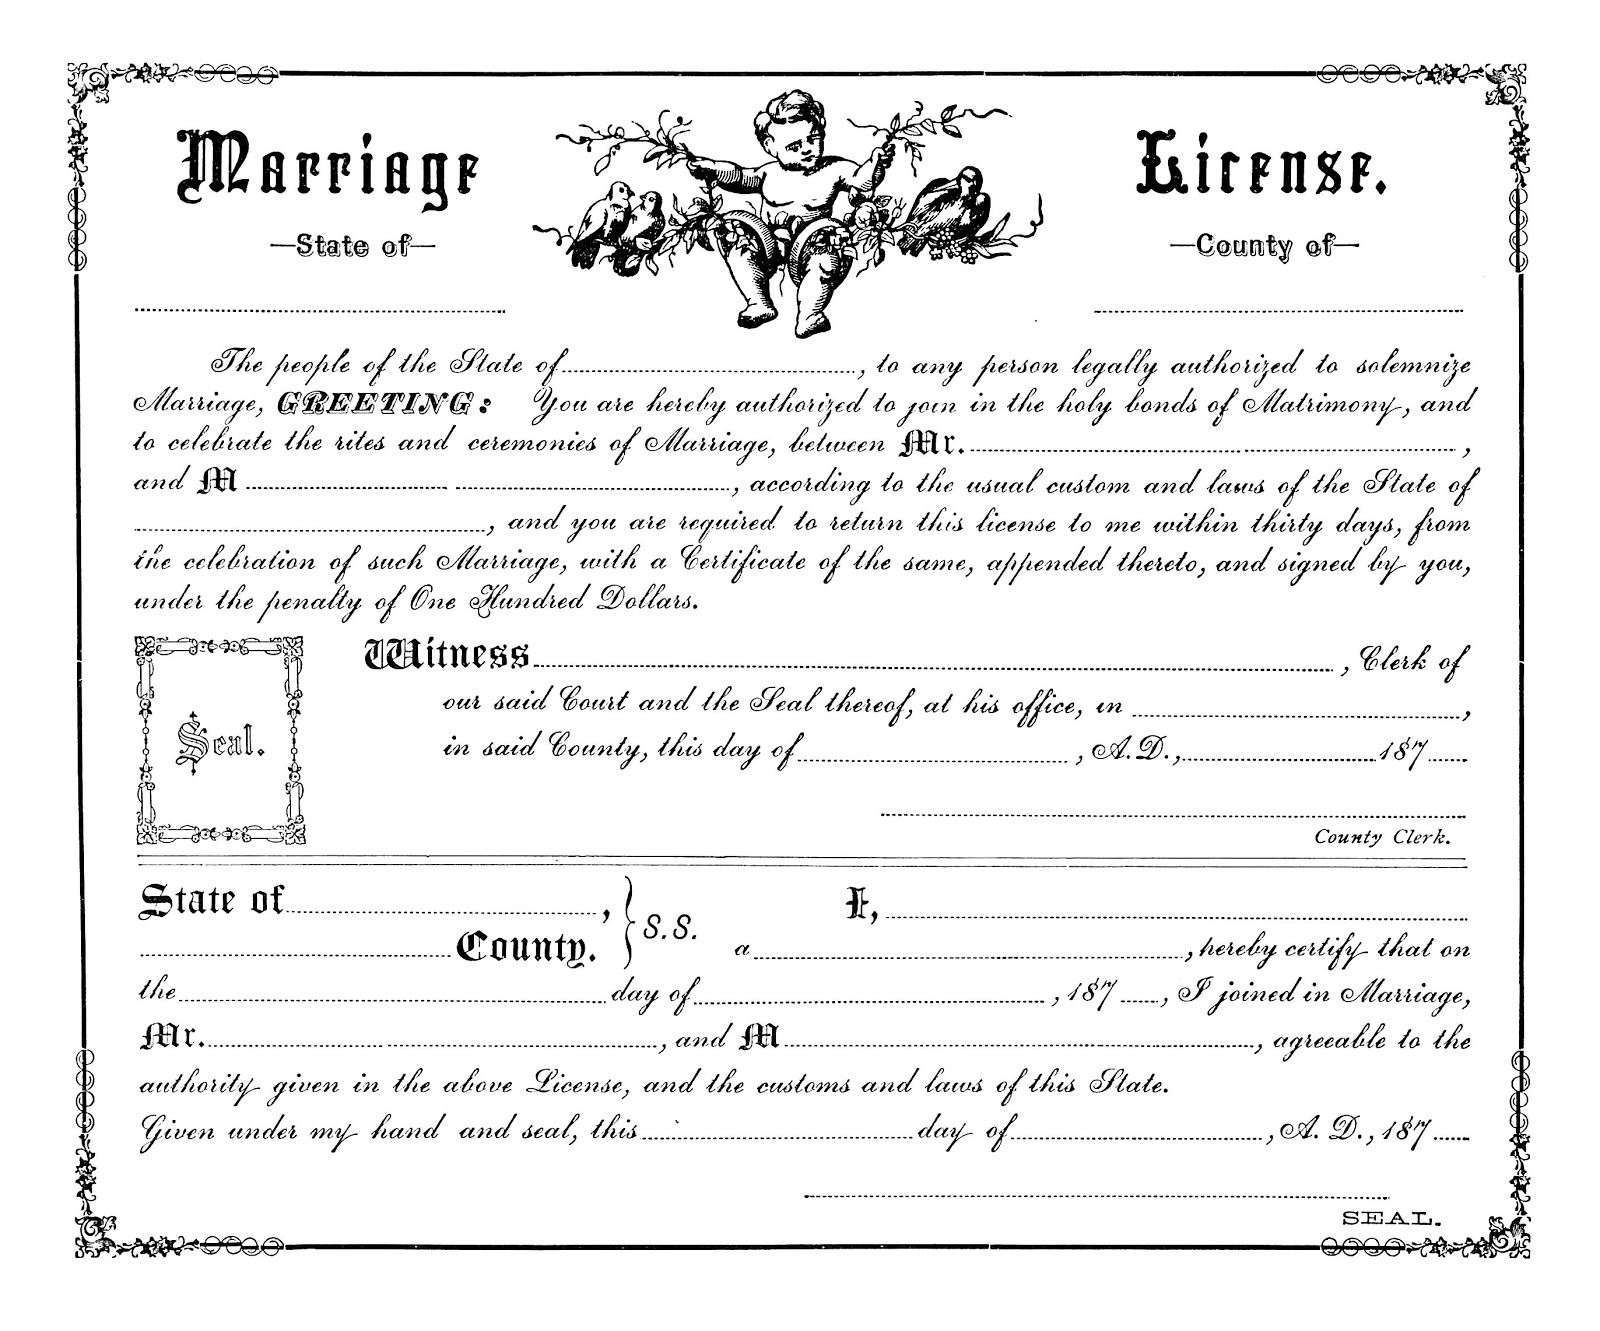 Marriage License.
—State of— —County of—
The people of the State of , to any person legally authorized to solemnize
Marriage, GREETING: You are hereby authorized to join in the holy bonds of Matrimony, and
to celebrate the rites and ceremonies of Marriage, between Mr. ,
and M , according to the usual custom and laws of the State of
, and you are required to return this license to me within thirty days, from
the celebration of such Marriage, with a Certificate of the same, appended thereto, and signed by you,
under the penalty of One Hundred Dollars.
Seal.
Witness , Clerk of
our said Court and the Seal thereof, at his office, in ,
in said County, this day of , A.D., 187
County Clerk.
State of , } S.S. I,
County. a , hereby certify that on
the day of , 187 , I joined in Marriage,
Mr. , and M , agreeable to the
authority given in the above License, and the customs and laws of this State.
Given under my hand and seal, this day of , A. D., 187
SEAL.